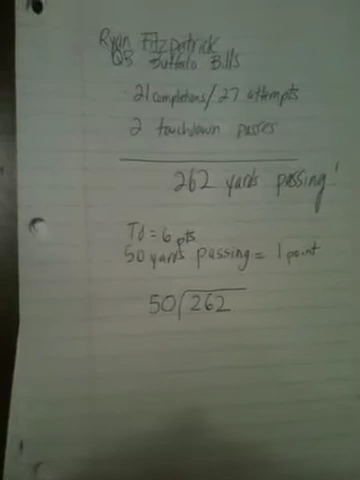 Ryan Fitzpatrick
QB Buffalo Bills
21 completions/27 attempts
2 touchdown passes
262 yards passing!
Td = 6 pts
50 yards passing = 1 point
50)262